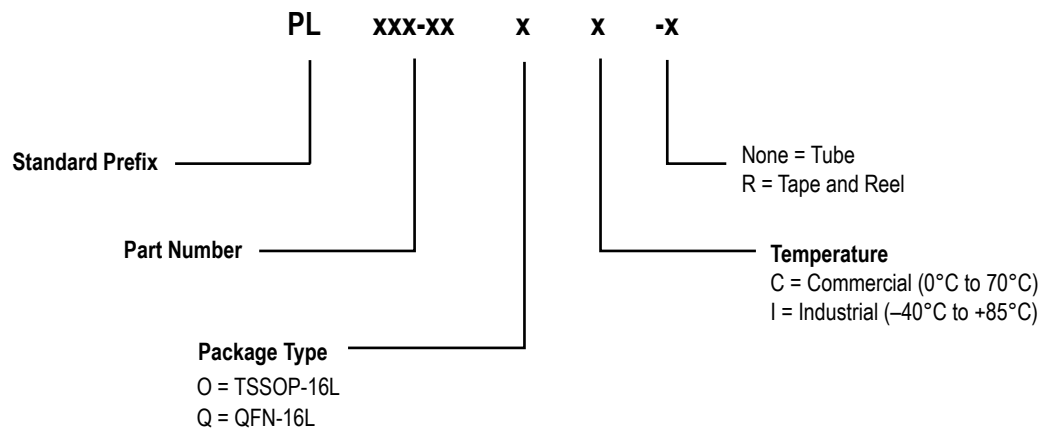 PL xxx-xx x x -x
Standard Prefix
None = Tube
R = Tape and Reel
Part Number
Temperature
C = Commercial (0°C to 70°C)
I = Industrial (–40°C to +85°C)
Package Type
O = TSSOP-16L
Q = QFN-16L